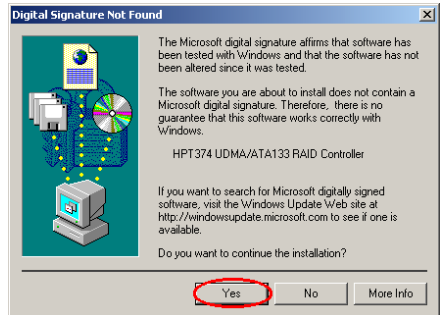 Digital Signature Not Found
The Microsoft digital signature affirms that software has
been tested with Windows and that the software has not
been altered since it was tested.
The software you are about to install does not contain a
Microsoft digital signature. Therefore, there is no
guarantee that this software works correctly with
Windows.
HPT374 UDMA/ATA133 RAID Controller
If you want to search for Microsoft digitally signed
software, visit the Windows Update Web site at
http://windowsupdate.microsoft.com to see if one is
available.
Do you want to continue the installation?
Yes No More Info